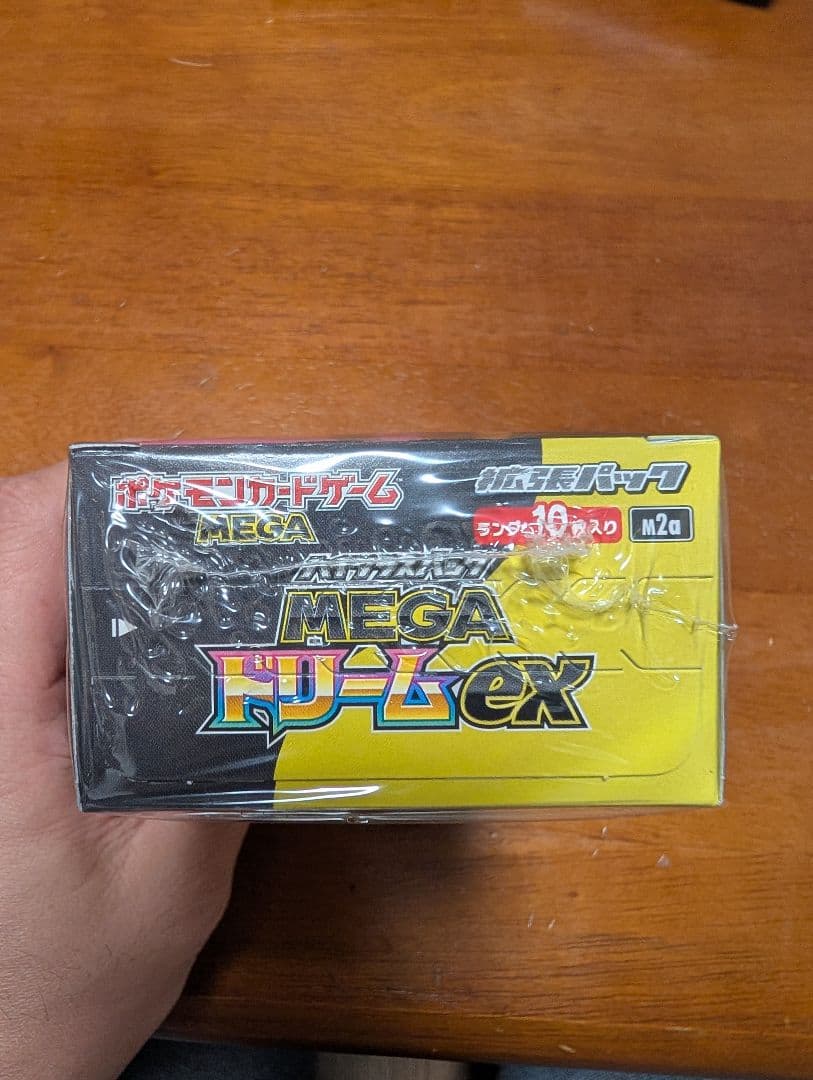 ポケモンカードゲーム
MEGA
拡張パック
ランダム10枚入り
M2a
ハイクラスパック
MEGA
ドリームex